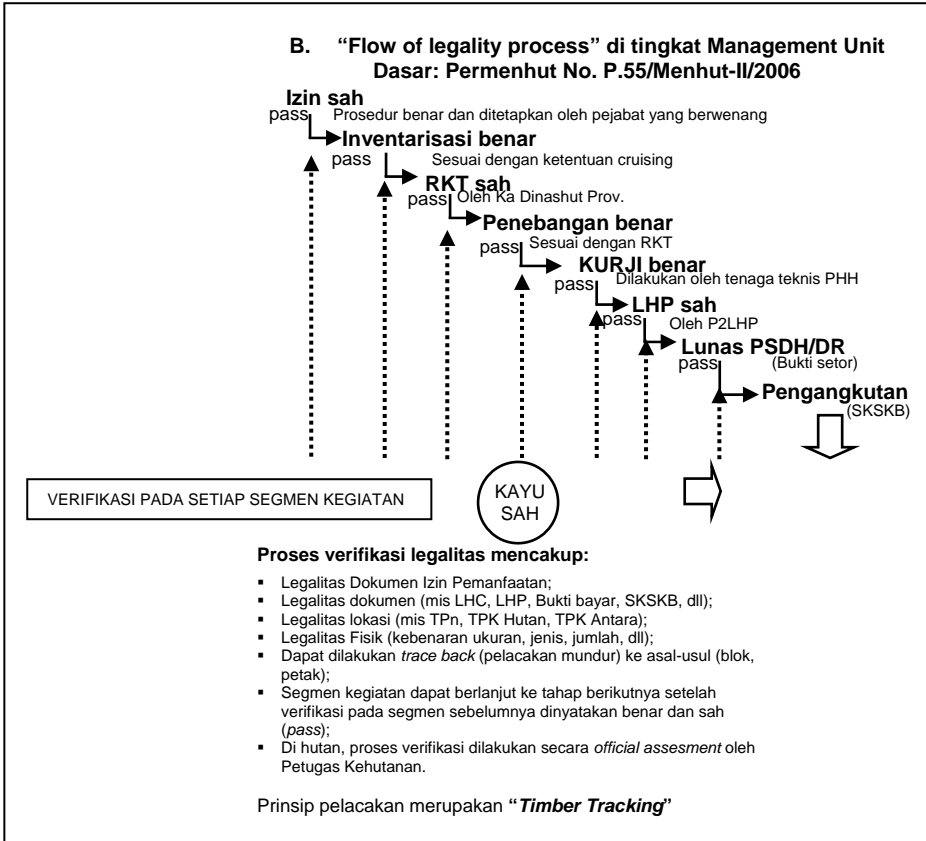 B. “Flow of legality process” di tingkat Management Unit
Dasar: Permenhut No. P.55/Menhut-II/2006
Izin sah
pass
Prosedur benar dan ditetapkan oleh pejabat yang berwenang
Inventarisasi benar
pass
Sesuai dengan ketentuan cruising
RKT sah
pass
Oleh Ka Dinashut Prov.
Penebangan benar
pass
Sesuai dengan RKT
KURJI benar
pass
Dilakukan oleh tenaga teknis PHH
LHP sah
pass
Oleh P2LHP
Lunas PSDH/DR
pass
(Bukti setor)
Pengangkutan
(SKSKB)
VERIFIKASI PADA SETIAP SEGMEN KEGIATAN
KAYU
SAH
Proses verifikasi legalitas mencakup:
▪ Legalitas Dokumen Izin Pemanfaatan;
▪ Legalitas dokumen (mis LHC, LHP, Bukti bayar, SKSKB, dll);
▪ Legalitas lokasi (mis TPn, TPK Hutan, TPK Antara);
▪ Legalitas Fisik (kebenaran ukuran, jenis, jumlah, dll);
▪ Dapat dilakukan trace back (pelacakan mundur) ke asal-usul (blok,
petak);
▪ Segmen kegiatan dapat berlanjut ke tahap berikutnya setelah
verifikasi pada segmen sebelumnya dinyatakan benar dan sah
(pass);
▪ Di hutan, proses verifikasi dilakukan secara official assesment oleh
Petugas Kehutanan.
Prinsip pelacakan merupakan “Timber Tracking”